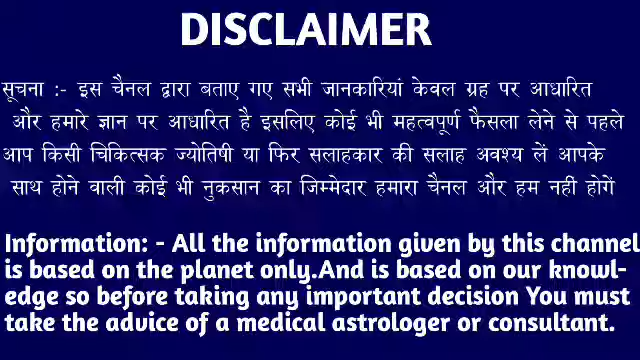 DISCLAIMER
सूचना :- इस चैनल द्वारा बताए गए सभी जानकारियां केवल ग्रह पर आधारित
और हमारे ज्ञान पर आधारित है इसलिए कोई भी महत्वपूर्ण फैसला लेने से पहले
आप किसी चिकित्सक ज्योतिषी या फिर सलाहकार की सलाह अवश्य लें आपके
साथ होने वाली कोई भी नुकसान का जिम्मेदार हमारा चैनल और हम नही होगें
Information: - All the information given by this channel
is based on the planet only.And is based on our knowl-
edge so before taking any important decision You must
take the advice of a medical astrologer or consultant.